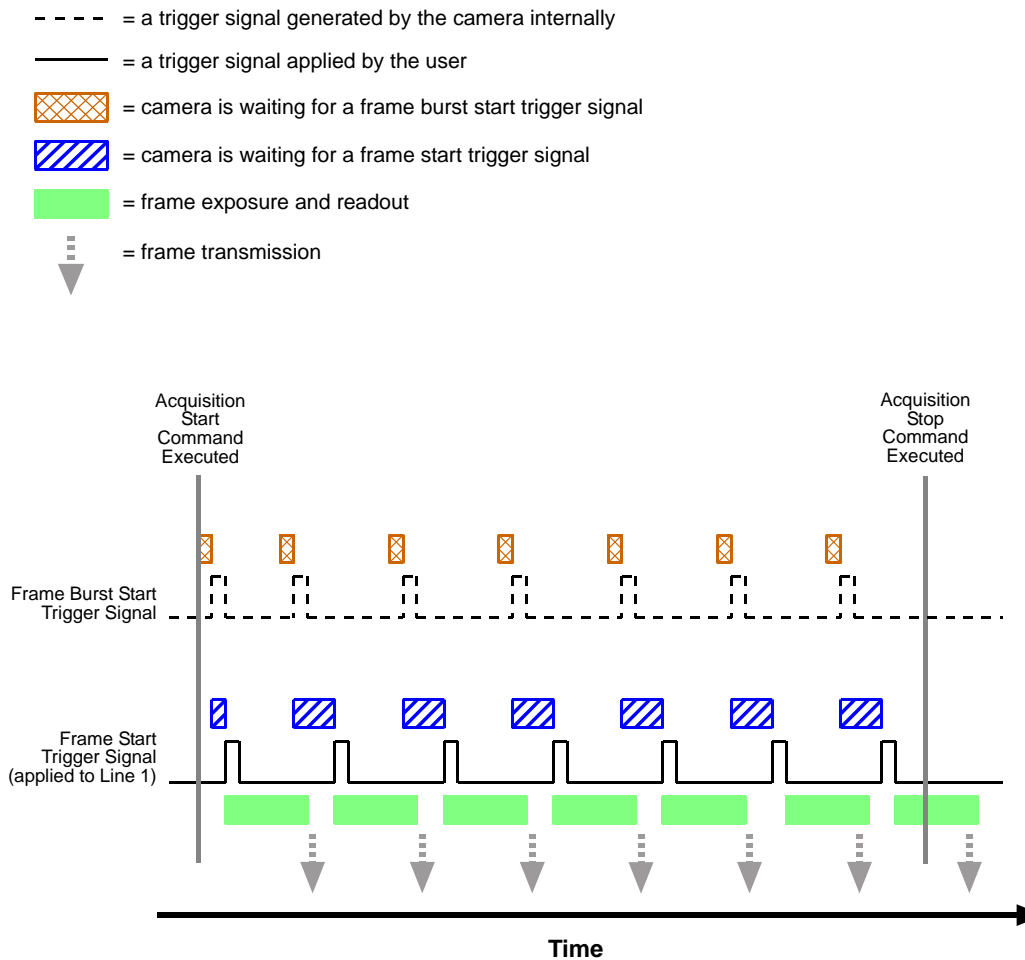 = a trigger signal generated by the camera internally
= a trigger signal applied by the user
= camera is waiting for a frame burst start trigger signal
= camera is waiting for a frame start trigger signal
= frame exposure and readout
= frame transmission
Acquisition
Start
Command
Executed
Acquisition
Stop
Command
Executed
Frame Burst Start
Trigger Signal
Frame Start
Trigger Signal
(applied to Line 1)
Time